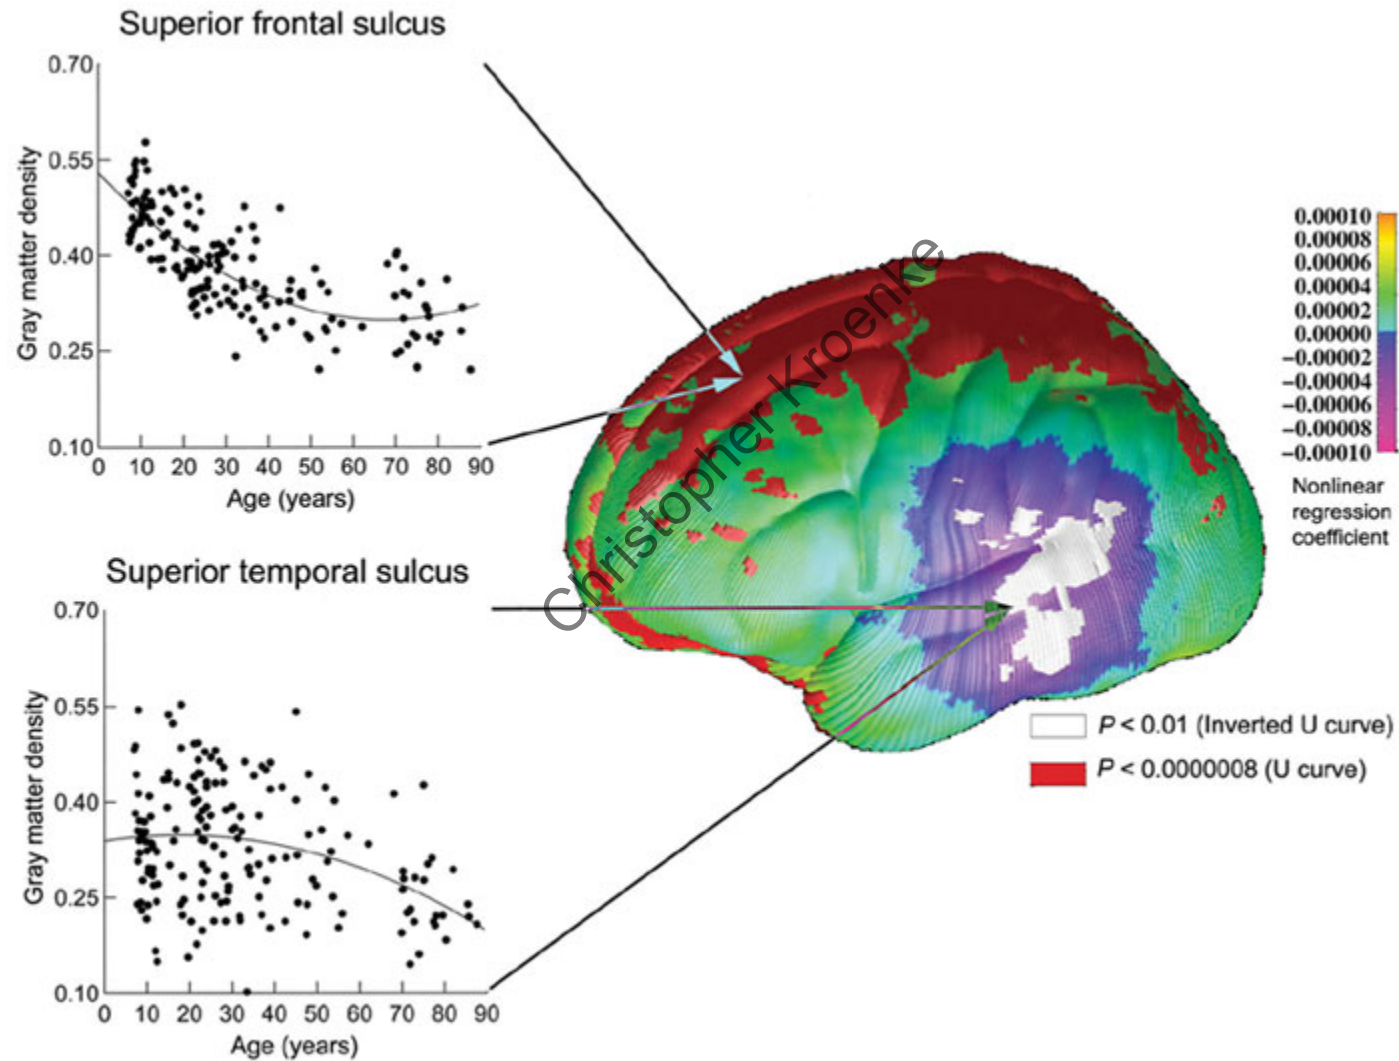 Superior frontal sulcus
0.70
0.55
0.40
0.25
0.10
Gray matter density
0 10 20 30 40 50 60 70 80 90
Age (years)
Superior temporal sulcus
0.70
0.55
0.40
0.25
0.10
Gray matter density
0 10 20 30 40 50 60 70 80 90
Age (years)
Christopher Kroenke
0.00010
0.00008
0.00006
0.00004
0.00002
0.00000
−0.00002
−0.00004
−0.00006
−0.00008
−0.00010
Nonlinear
regression
coefficient
P < 0.01 (Inverted U curve)
P < 0.0000008 (U curve)